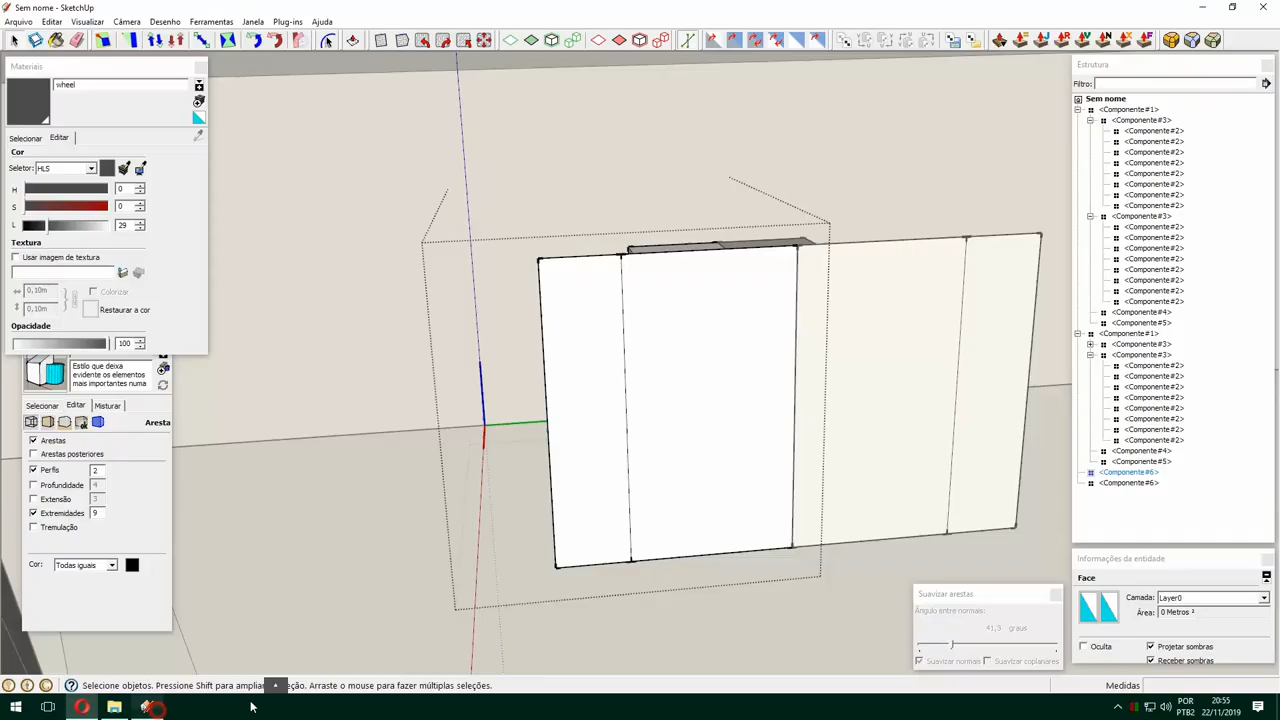 Sem nome - SketchUp
Arquivo Editar Visualizar Câmera Desenho Ferramentas Janela Plug-ins Ajuda
Materiais
wheel
Selecionar Editar
Cor
Seletor: HLS
H 0
S 0
L 29
Textura
Usar imagem de textura
0,10m Colorizar
0,10m Restaurar a cor
Opacidade
100
Estilo que deixa
evidente os elementos
mais importantes numa
Selecionar Editar Misturar
Aresta
Arestas
Arestas posteriores
Perfis 2
Profundidade 4
Extensão 3
Extremidades 9
Tremulação
Cor: Todas iguais
Estrutura
Filtro:
Sem nome
<Componente#1>
<Componente#3>
<Componente#2>
<Componente#2>
<Componente#2>
<Componente#2>
<Componente#2>
<Componente#2>
<Componente#2>
<Componente#2>
<Componente#3>
<Componente#2>
<Componente#2>
<Componente#2>
<Componente#2>
<Componente#2>
<Componente#2>
<Componente#2>
<Componente#2>
<Componente#4>
<Componente#5>
<Componente#1>
<Componente#3>
<Componente#3>
<Componente#2>
<Componente#2>
<Componente#2>
<Componente#2>
<Componente#2>
<Componente#2>
<Componente#2>
<Componente#2>
<Componente#4>
<Componente#5>
<Componente#6>
<Componente#6>
Informações da entidade
Face
Camada: Layer0
Área: 0 Metros ²
Oculta Projetar sombras
Receber sombras
Suavizar arestas
Ângulo entre normais:
41,3 graus
Suavizar normais Suavizar coplanares
Selecione objetos. Pressione Shift para ampliar eção. Arraste o mouse para fazer múltiplas seleções.
Medidas
POR
PTB2
20:55
22/11/2019